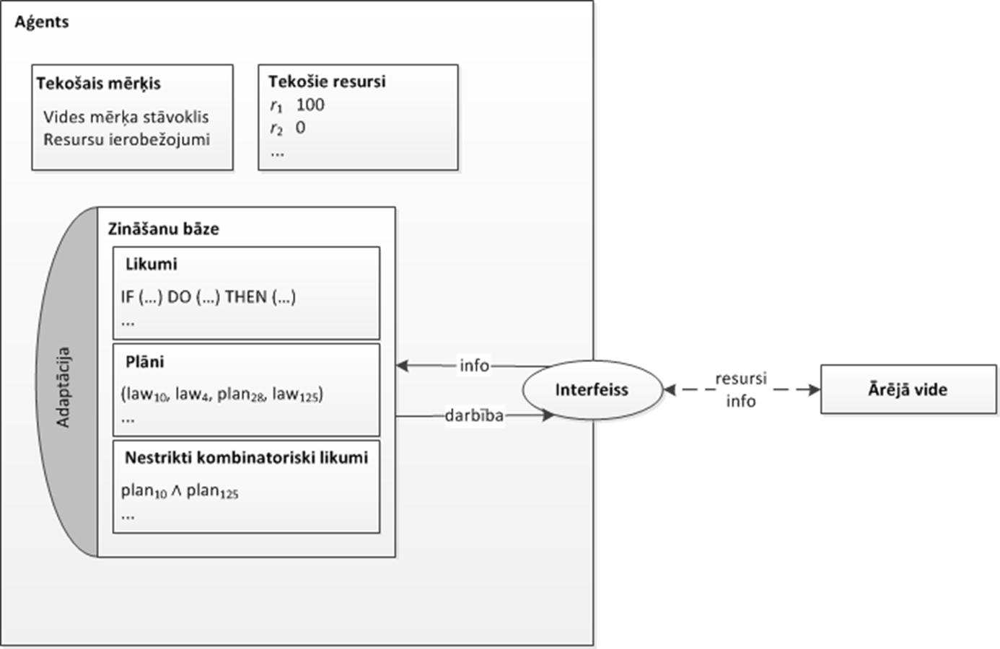 Aģents
Tekošais mērķis
Vides mērķa stāvoklis
Resursu ierobežojumi
Tekošie resursi
r₁ 100
r₂ 0
...
Adaptācija
Zināšanu bāze
Likumi
IF (...) DO (...) THEN (...)
...
Plāni
(law₁₀, law₄, plan₂₈, law₁₂₅)
...
Nestrikti kombinatoriski likumi
plan₁₀ Λ plan₁₂₅
...
info
darbība
Interfeiss
resursi
info
Ārējā vide